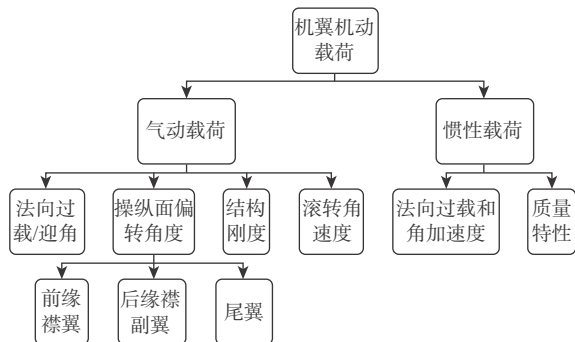 机翼机动
载荷
气动载荷
惯性载荷
法向过
载/迎角
操纵面偏
转角度
结构
刚度
滚转角
速度
法向过载和
角加速度
质量
特性
前缘
襟翼
后缘襟
副翼
尾翼